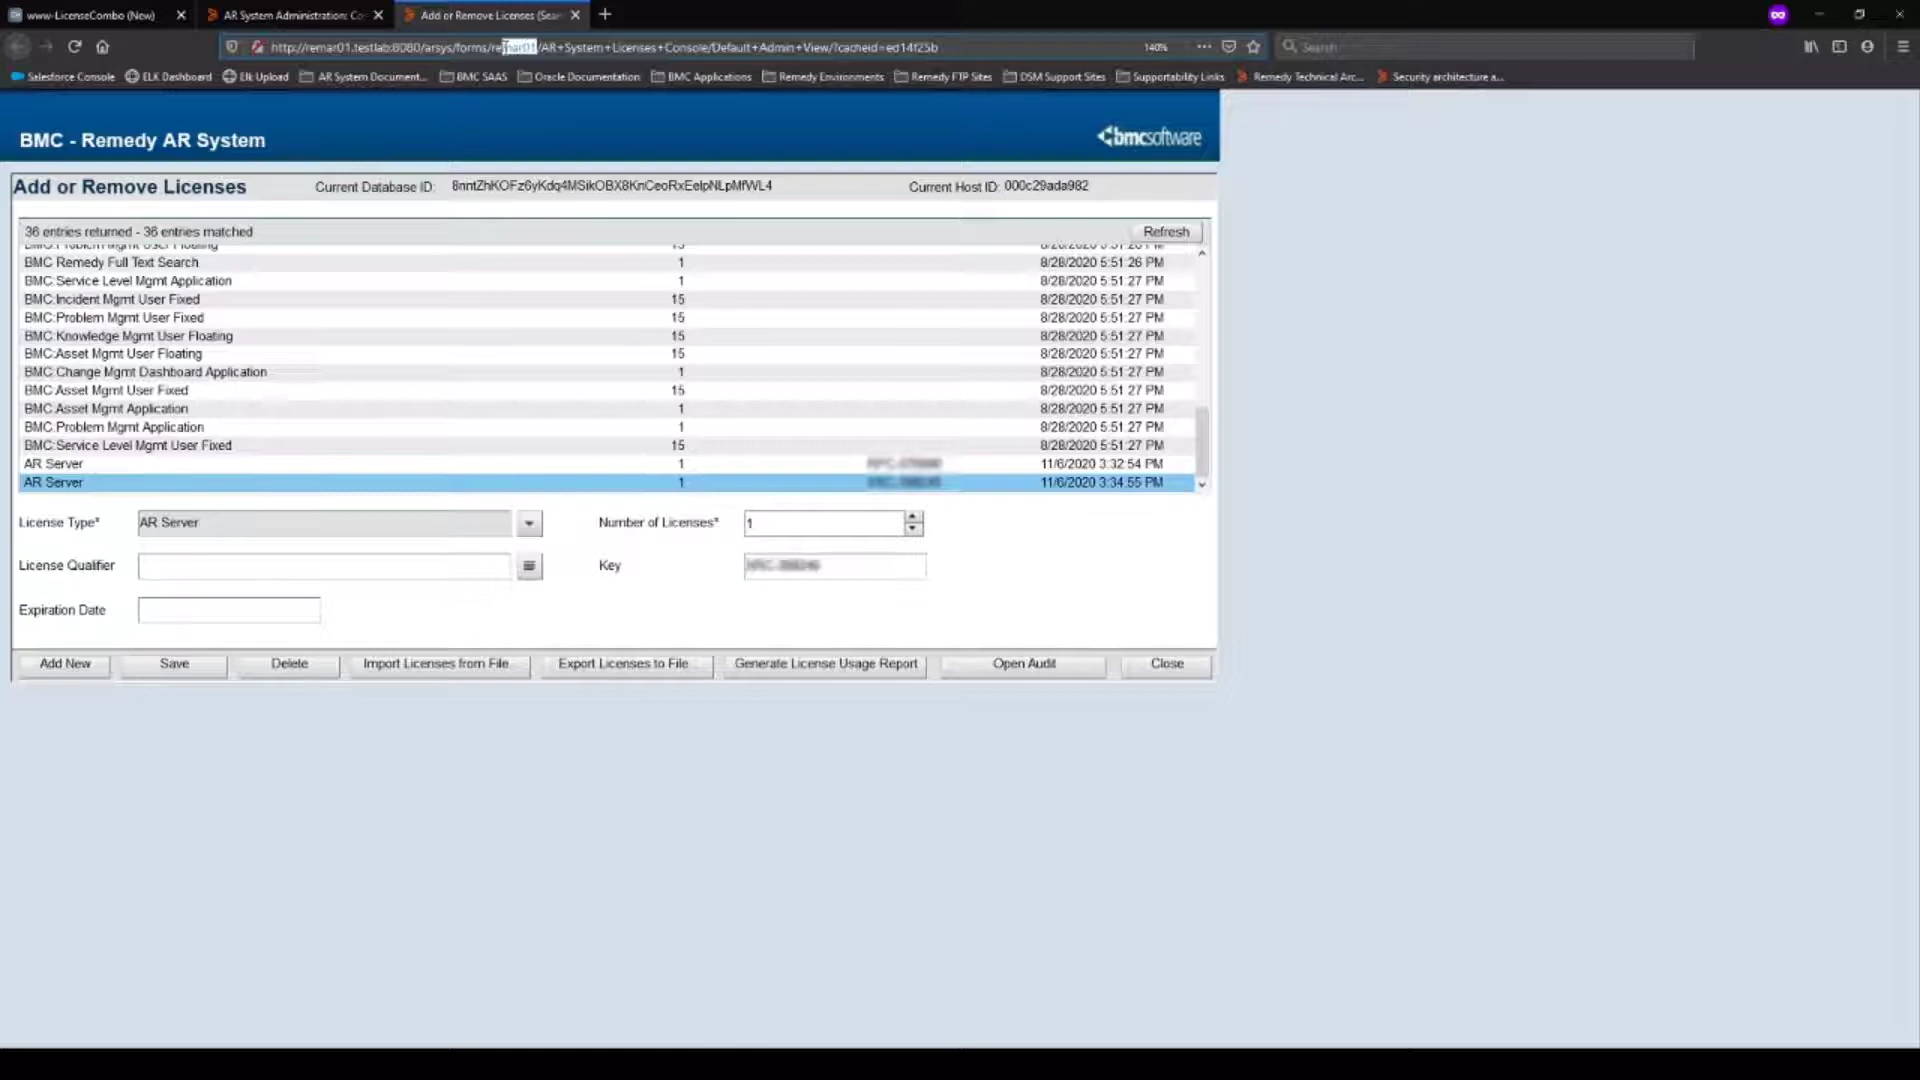 www-LicenseCombo (New)
AR System Administration: Co
Add or Remove Licenses (Sear
http://remar01.testlab:8080/arsys/forms/remar01/AR+System+Licenses+Console/Default+Admin+View/?cacheid=ed14f25b
140%
Search
Salesforce Console
ELK Dashboard
Elk Upload
AR System Document...
BMC SAAS
Oracle Documentation
BMC Applications
Remedy Environments
Remedy FTP Sites
DSM Support Sites
Supportability Links
Remedy Technical Arc...
Security architecture a...
BMC - Remedy AR System
bmcsoftware
Add or Remove Licenses
Current Database ID:
Current Host ID: 000c29ada982
36 entries returned - 36 entries matched
Refresh
BMC:Problem Mgmt User Floating 15 8/28/2020 5:51:26 PM
BMC Remedy Full Text Search 1 8/28/2020 5:51:26 PM
BMC:Service Level Mgmt Application 1 8/28/2020 5:51:27 PM
BMC:Incident Mgmt User Fixed 15 8/28/2020 5:51:27 PM
BMC:Problem Mgmt User Fixed 15 8/28/2020 5:51:27 PM
BMC:Knowledge Mgmt User Floating 15 8/28/2020 5:51:27 PM
BMC:Asset Mgmt User Floating 15 8/28/2020 5:51:27 PM
BMC:Change Mgmt Dashboard Application 1 8/28/2020 5:51:27 PM
BMC:Asset Mgmt User Fixed 15 8/28/2020 5:51:27 PM
BMC:Asset Mgmt Application 1 8/28/2020 5:51:27 PM
BMC:Problem Mgmt Application 1 8/28/2020 5:51:27 PM
BMC:Service Level Mgmt User Fixed 15 8/28/2020 5:51:27 PM
AR Server 1 11/6/2020 3:32:54 PM
AR Server 1 11/6/2020 3:34:55 PM
License Type* AR Server
Number of Licenses* 1
License Qualifier
Key
Expiration Date
Add New
Save
Delete
Import Licenses from File
Export Licenses to File
Generate License Usage Report
Open Audit
Close